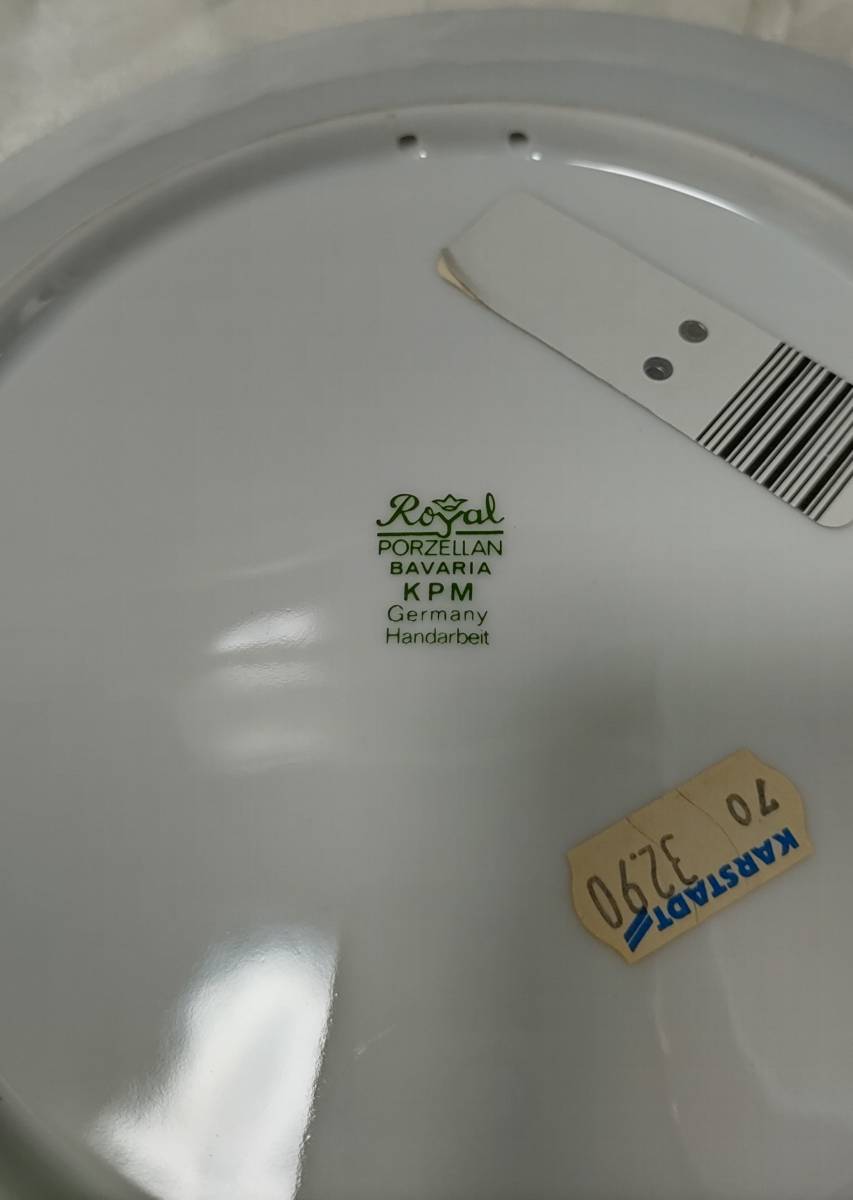 Royal
PORZELLAN
BAVARIA
KPM
Germany
Handarbeit
KARSTADT
70 32.90